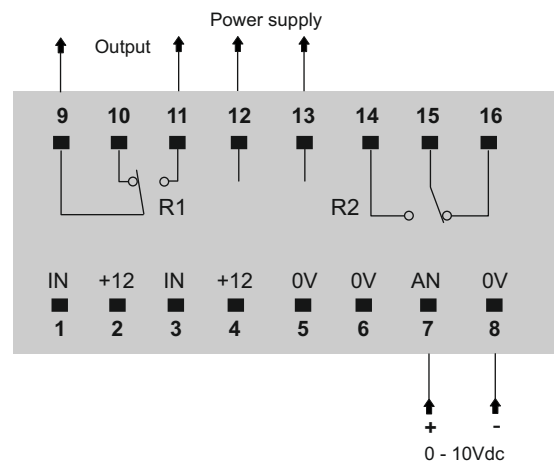 Power supply
Output
9 10 11 12 13 14 15 16
R1 R2
IN +12 IN +12 0V 0V AN 0V
1 2 3 4 5 6 7 8
+ -
0 - 10Vdc